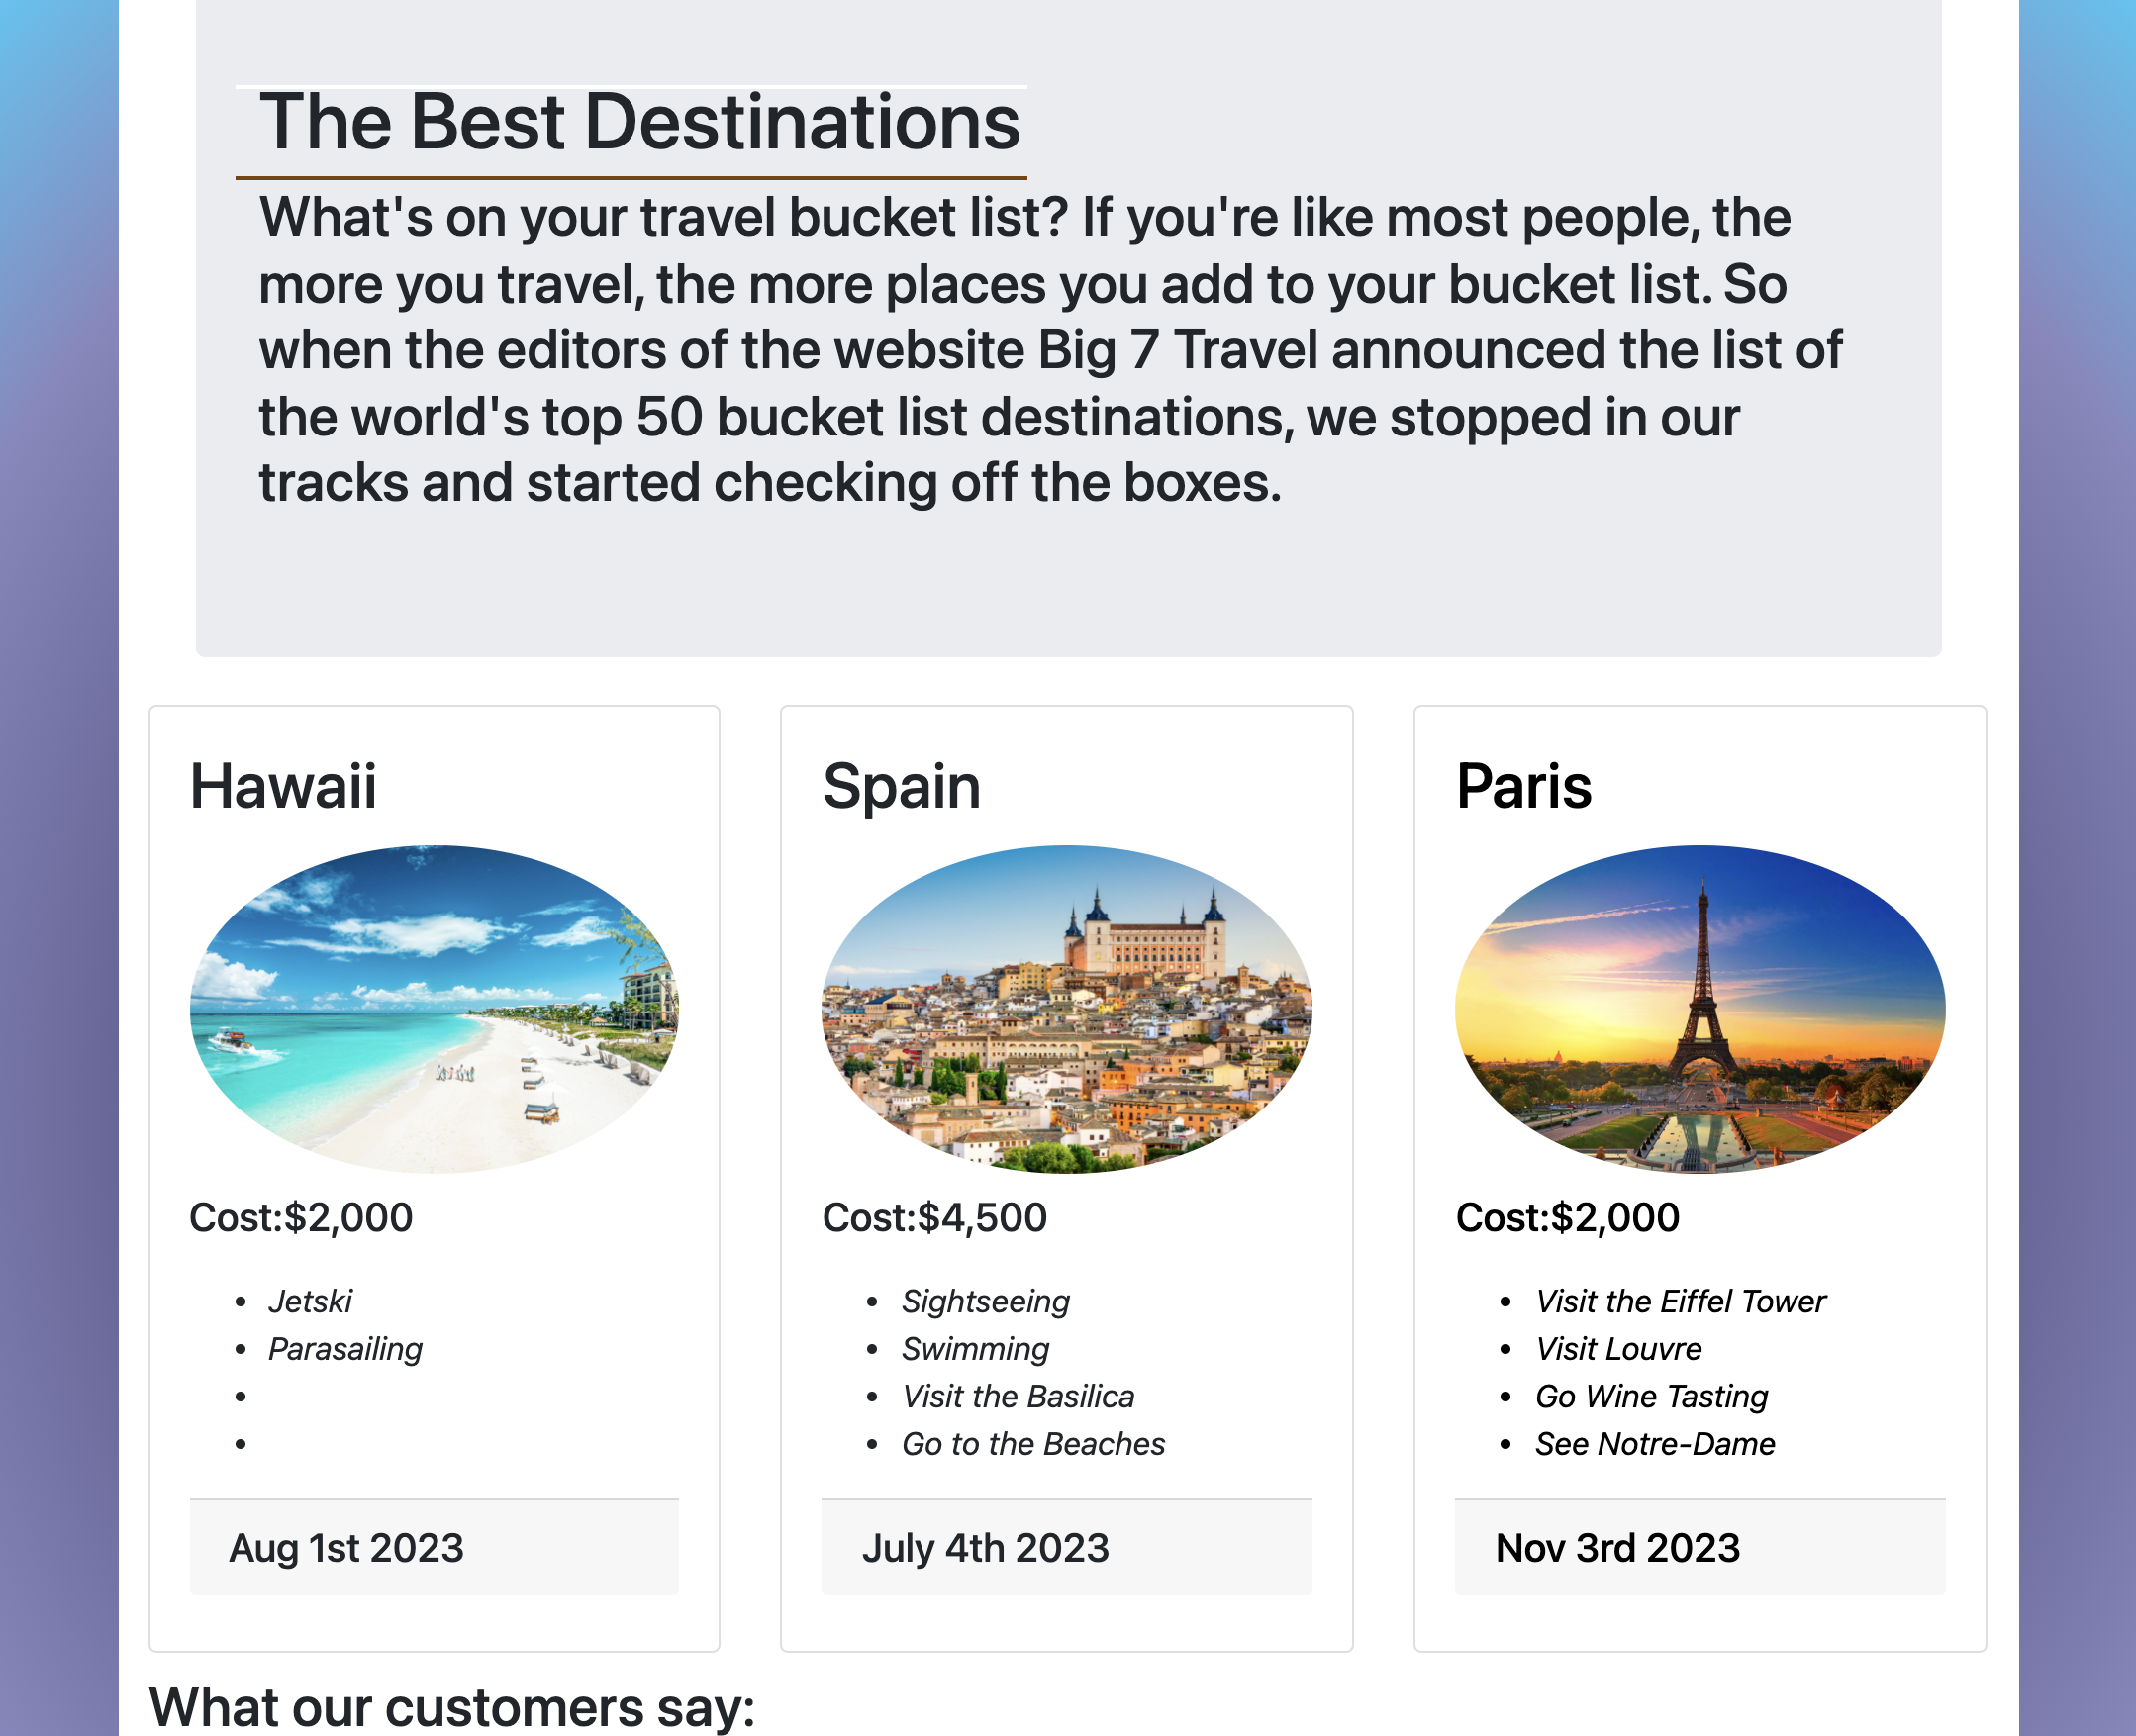 The Best Destinations
What's on your travel bucket list? If you're like most people, the
more you travel, the more places you add to your bucket list. So
when the editors of the website Big 7 Travel announced the list of
the world's top 50 bucket list destinations, we stopped in our
tracks and started checking off the boxes.
Hawaii
Cost:$2,000
Jetski
Parasailing
Aug 1st 2023
Spain
Cost:$4,500
Sightseeing
Swimming
Visit the Basilica
Go to the Beaches
July 4th 2023
Paris
Cost:$2,000
Visit the Eiffel Tower
Visit Louvre
Go Wine Tasting
See Notre-Dame
Nov 3rd 2023
What our customers say: